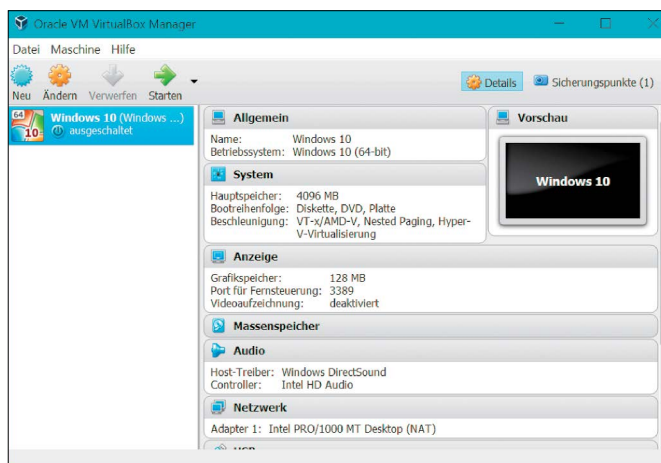 Oracle VM VirtualBox Manager
Datei Maschine Hilfe
Neu Ändern Verwerfen Starten
Details Sicherungspunkte (1)
64
10
Windows 10 (Windows ...)
ausgeschaltet
Allgemein
Name: Windows 10
Betriebssystem: Windows 10 (64-bit)
System
Hauptspeicher: 4096 MB
Bootreihenfolge: Diskette, DVD, Platte
Beschleunigung: VT-x/AMD-V, Nested Paging, Hyper-
V-Virtualisierung
Vorschau
Windows 10
Anzeige
Grafikspeicher: 128 MB
Port für Fernsteuerung: 3389
Videoaufzeichnung: deaktiviert
Massenspeicher
Audio
Host-Treiber: Windows DirectSound
Controller: Intel HD Audio
Netzwerk
Adapter 1: Intel PRO/1000 MT Desktop (NAT)